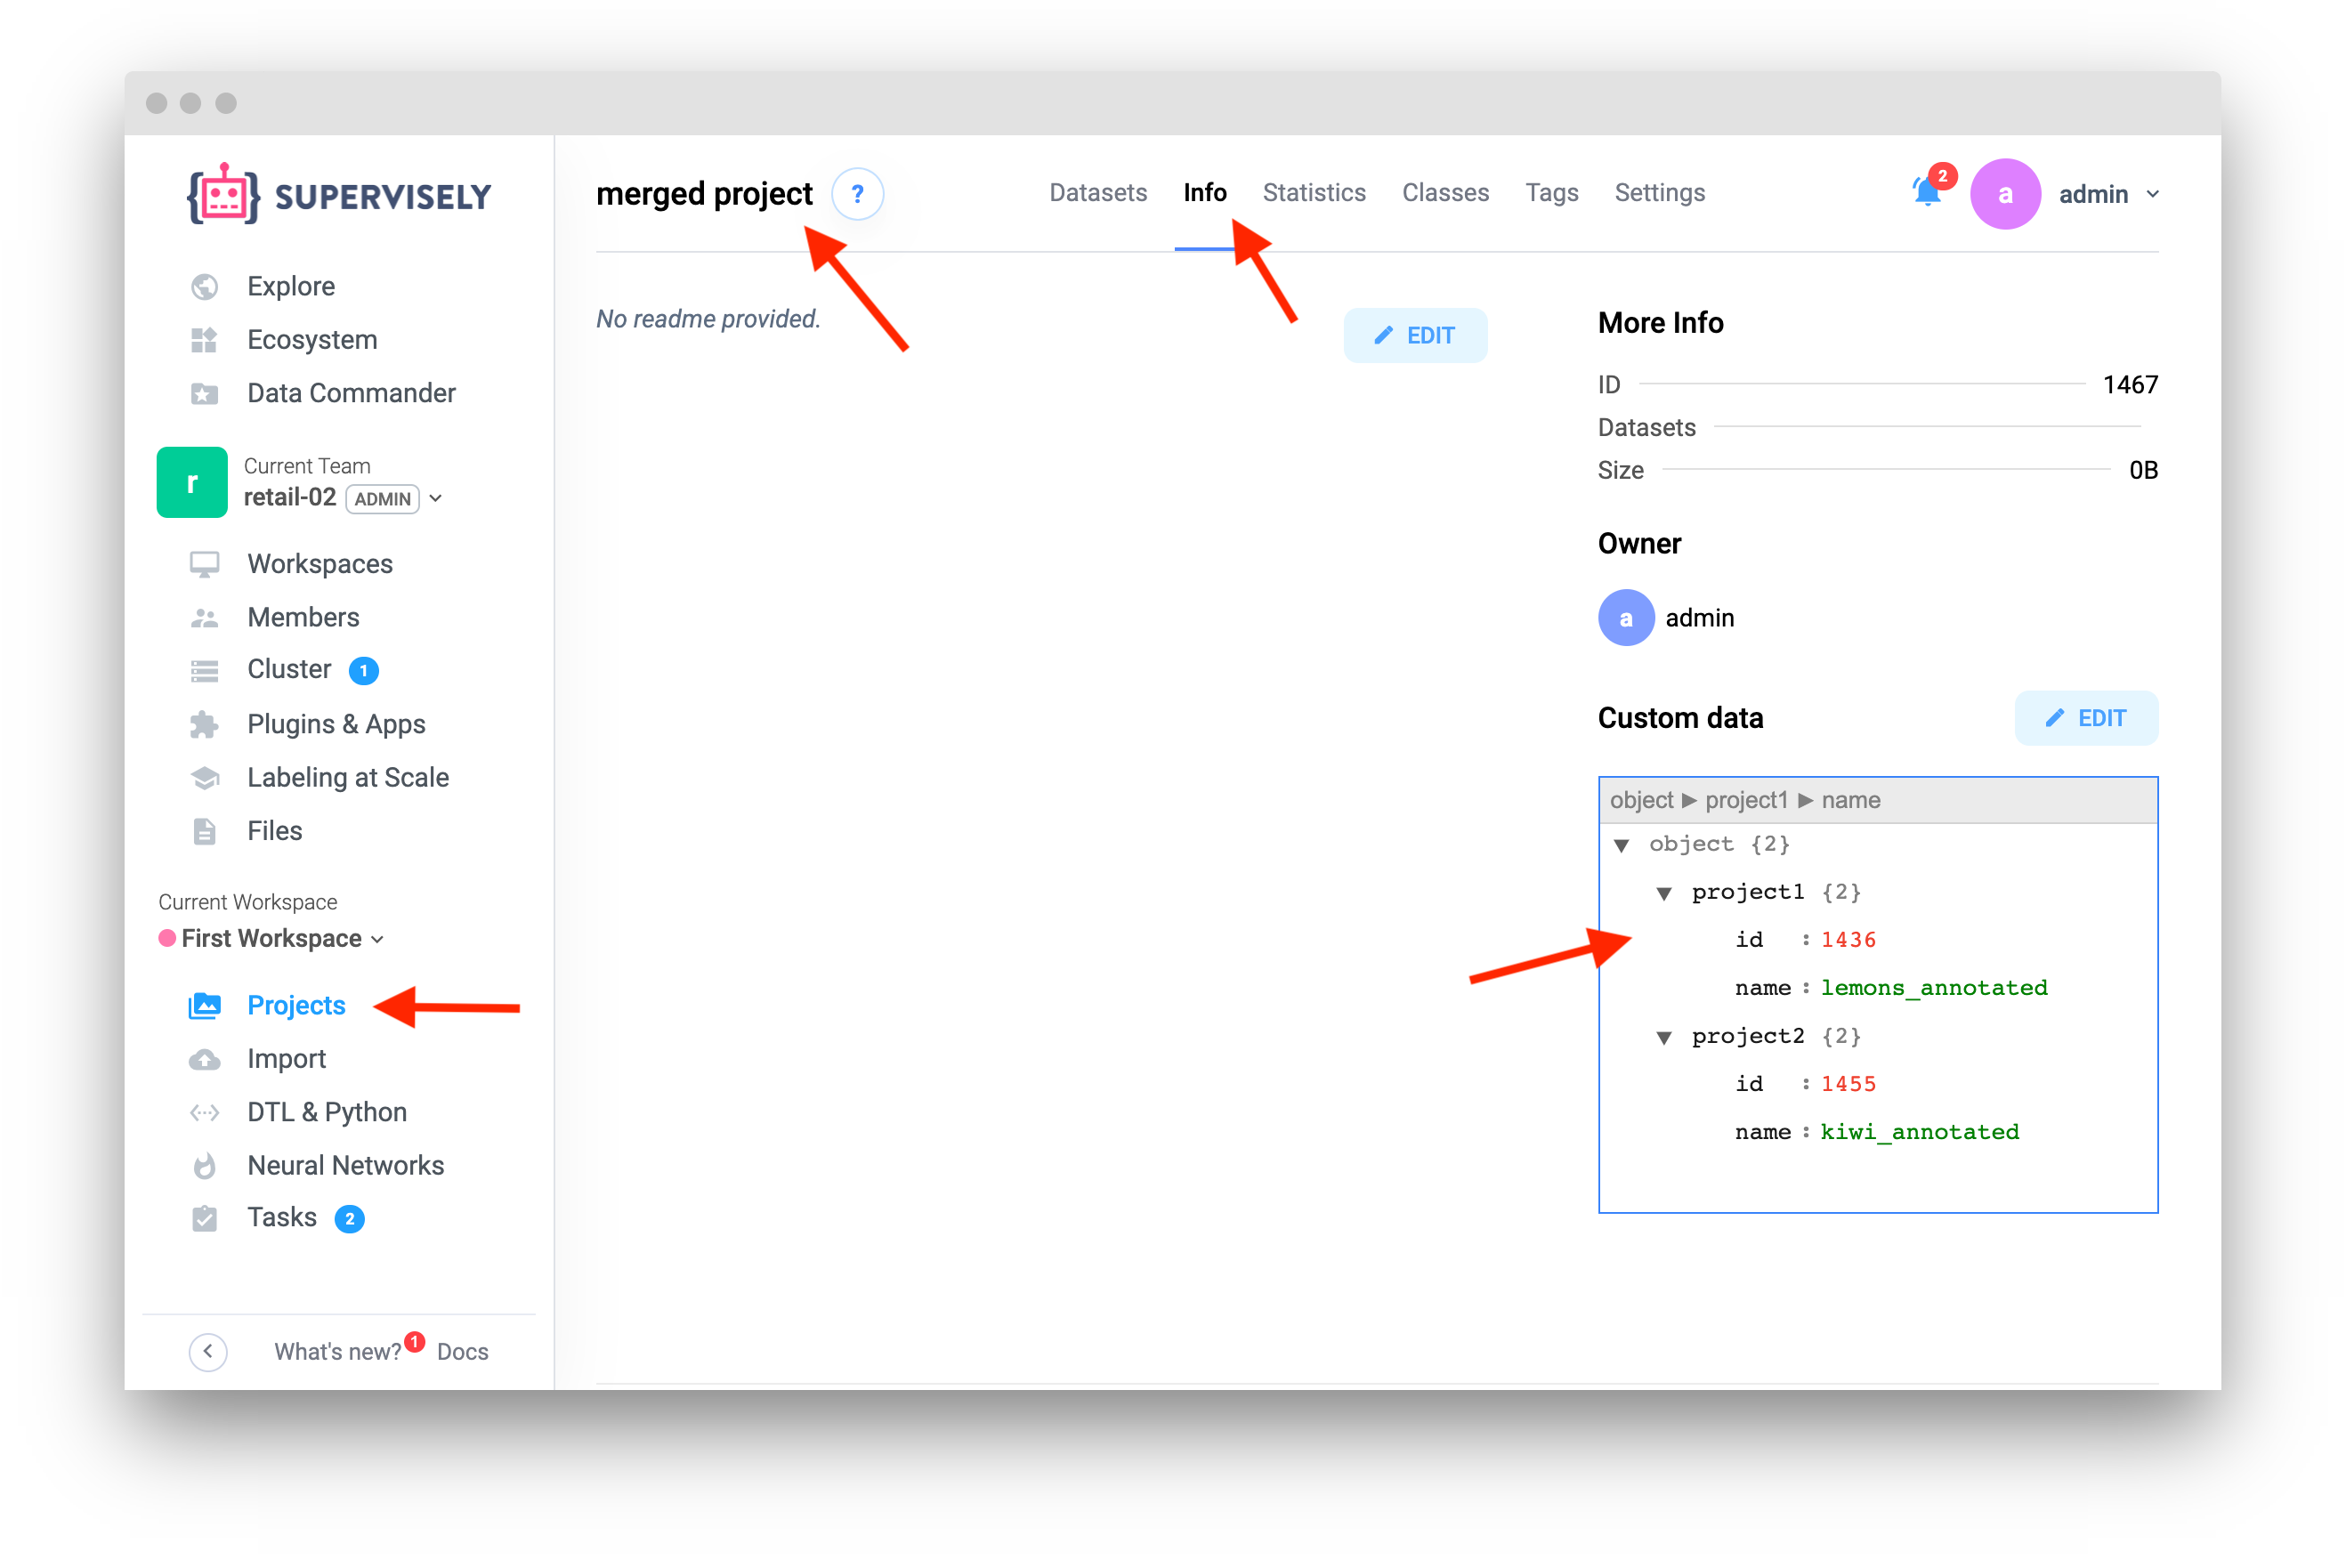 SUPERVISELY
Explore
Ecosystem
Data Commander
r
Current Team
retail-02 ADMIN
Workspaces
Members
Cluster 1
Plugins & Apps
Labeling at Scale
Files
Current Workspace
First Workspace
Projects
Import
DTL & Python
Neural Networks
Tasks 2
What's new? 1 Docs
merged project ?
Datasets Info Statistics Classes Tags Settings
2 a admin
No readme provided.
EDIT
More Info
ID 1467
Datasets
Size 0B
Owner
a admin
Custom data EDIT
object ▶ project1 ▶ name
▼ object {2}
▼ project1 {2}
id : 1436
name : lemons_annotated
▼ project2 {2}
id : 1455
name : kiwi_annotated